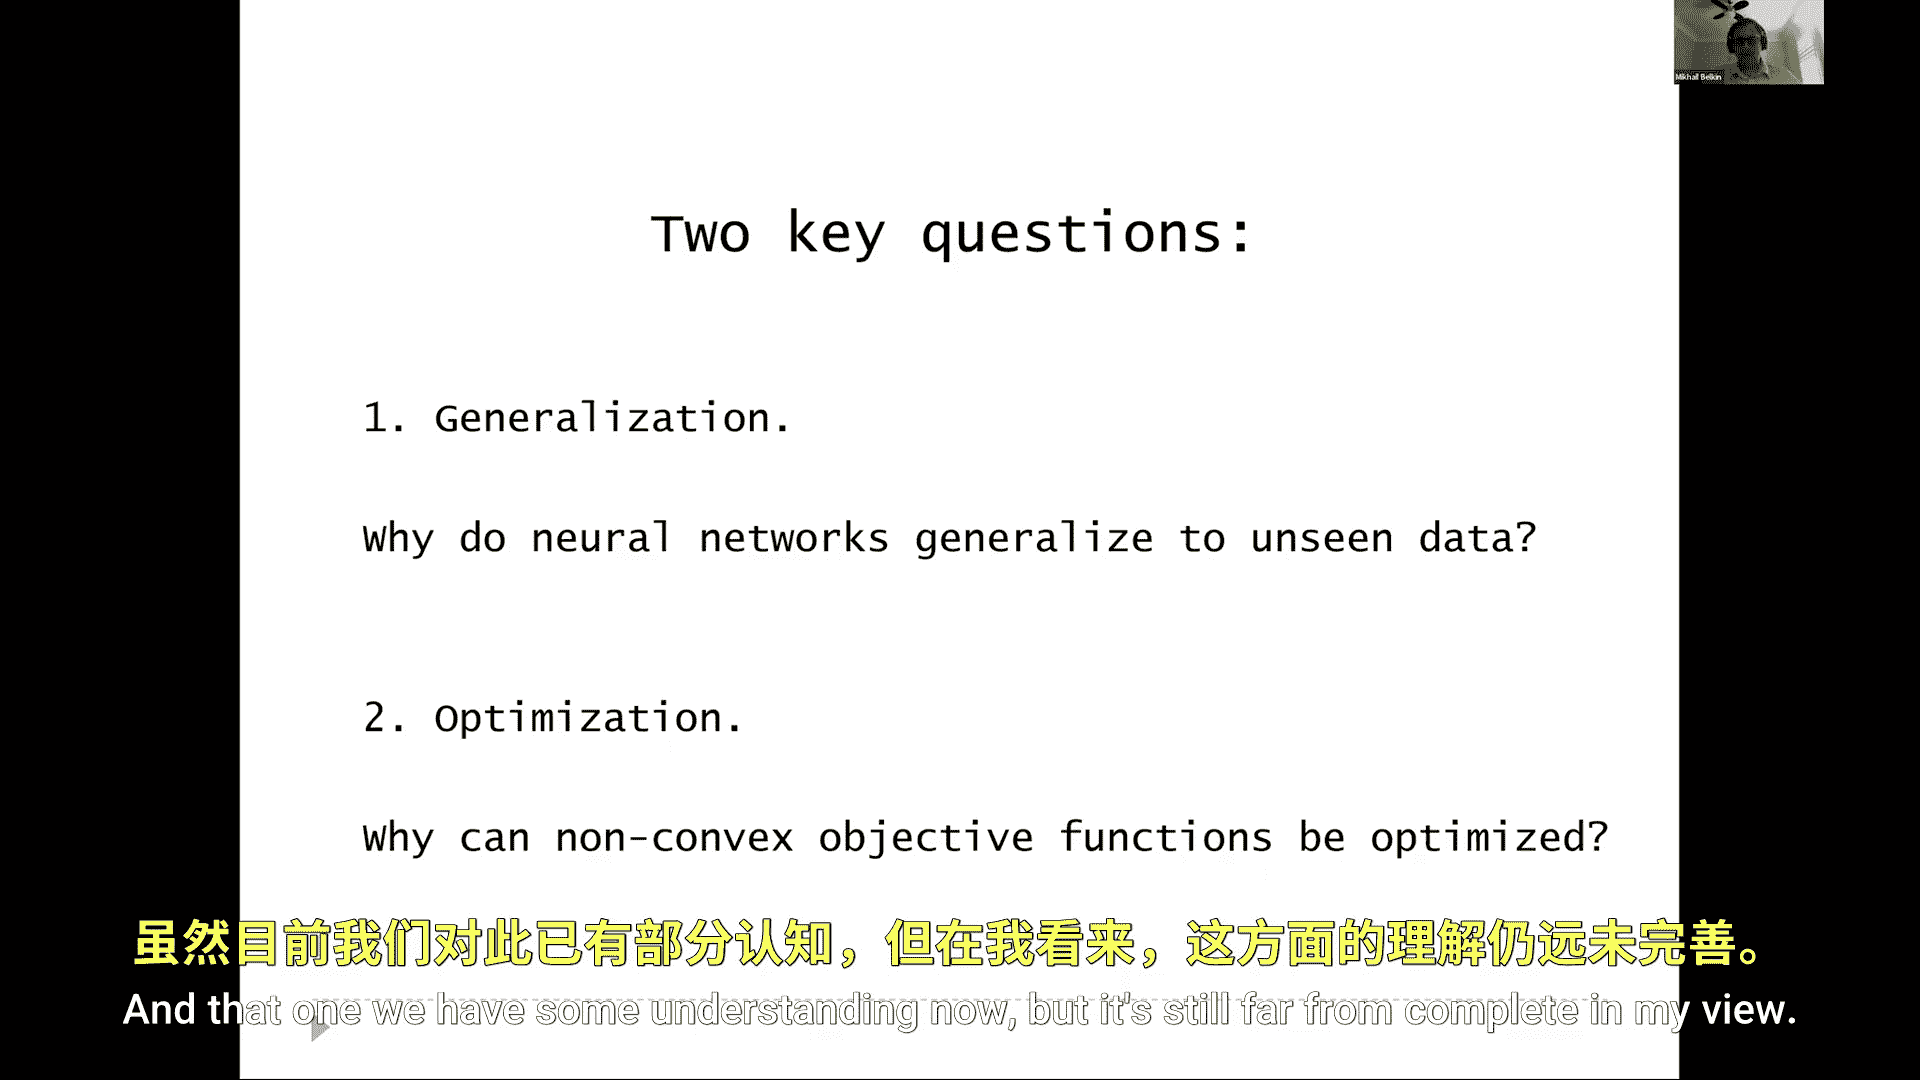 Mikhail Belkin
Two key questions:
1. Generalization.
Why do neural networks generalize to unseen data?
2. Optimization.
Why can non-convex objective functions be optimized?
虽然目前我们对此已有部分认知，但在我看来，这方面的理解仍远未完善。
And that one we have some understanding now, but it's still far from complete in my view.